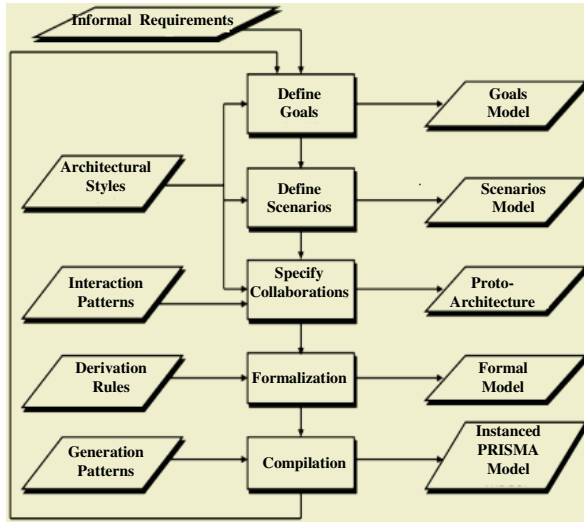 Informal Requirements
Define
Goals
Goals
Model
Architectural
Styles
Define
Scenarios
Scenarios
Model
Interaction
Patterns
Specify
Collaborations
Proto-
Architecture
Derivation
Rules
Formalization
Formal
Model
Generation
Patterns
Compilation
Instanced
PRISMA
Model